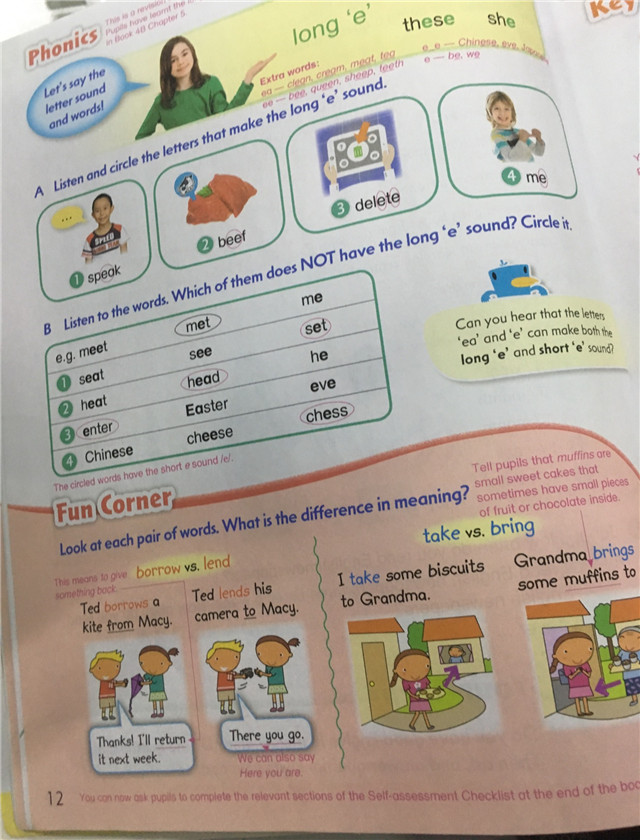 Phonics
This is a revision
Pupils have learnt the
in Book 4B Chapter 5.
Key
Let's say the
letter sound
and words!
long 'e'
these
she
Extra words:
ea — clean, cream, meat, tea
ee — bee, queen, sheep, teeth
e_e — Chinese, eve,
e — be, we
A Listen and circle the letters that make the long 'e' sound.
...
SPEED
1 speak
2 beef
3 delete
4 me
B Listen to the words. Which of them does NOT have the long 'e' sound? Circle it.
e.g. meet met me
1 seat see set
2 heat head he
3 enter Easter eve
4 Chinese cheese chess
The circled words have the short e sound /e/.
Can you hear that the letters
'ea' and 'e' can make both the
long 'e' and short 'e' sound?
Fun Corner
Tell pupils that muffins are
small sweet cakes that
sometimes have small pieces
of fruit or chocolate inside.
Look at each pair of words. What is the difference in meaning?
This means to give
something back.
borrow vs. lend
Ted borrows a
kite from Macy.
Ted lends his
camera to Macy.
Thanks! I'll return
it next week.
There you go.
We can also say
Here you are.
take vs. bring
I take some biscuits
to Grandma.
Grandma brings
some muffins to
12 You can now ask pupils to complete the relevant sections of the Self-assessment Checklist at the end of the boo